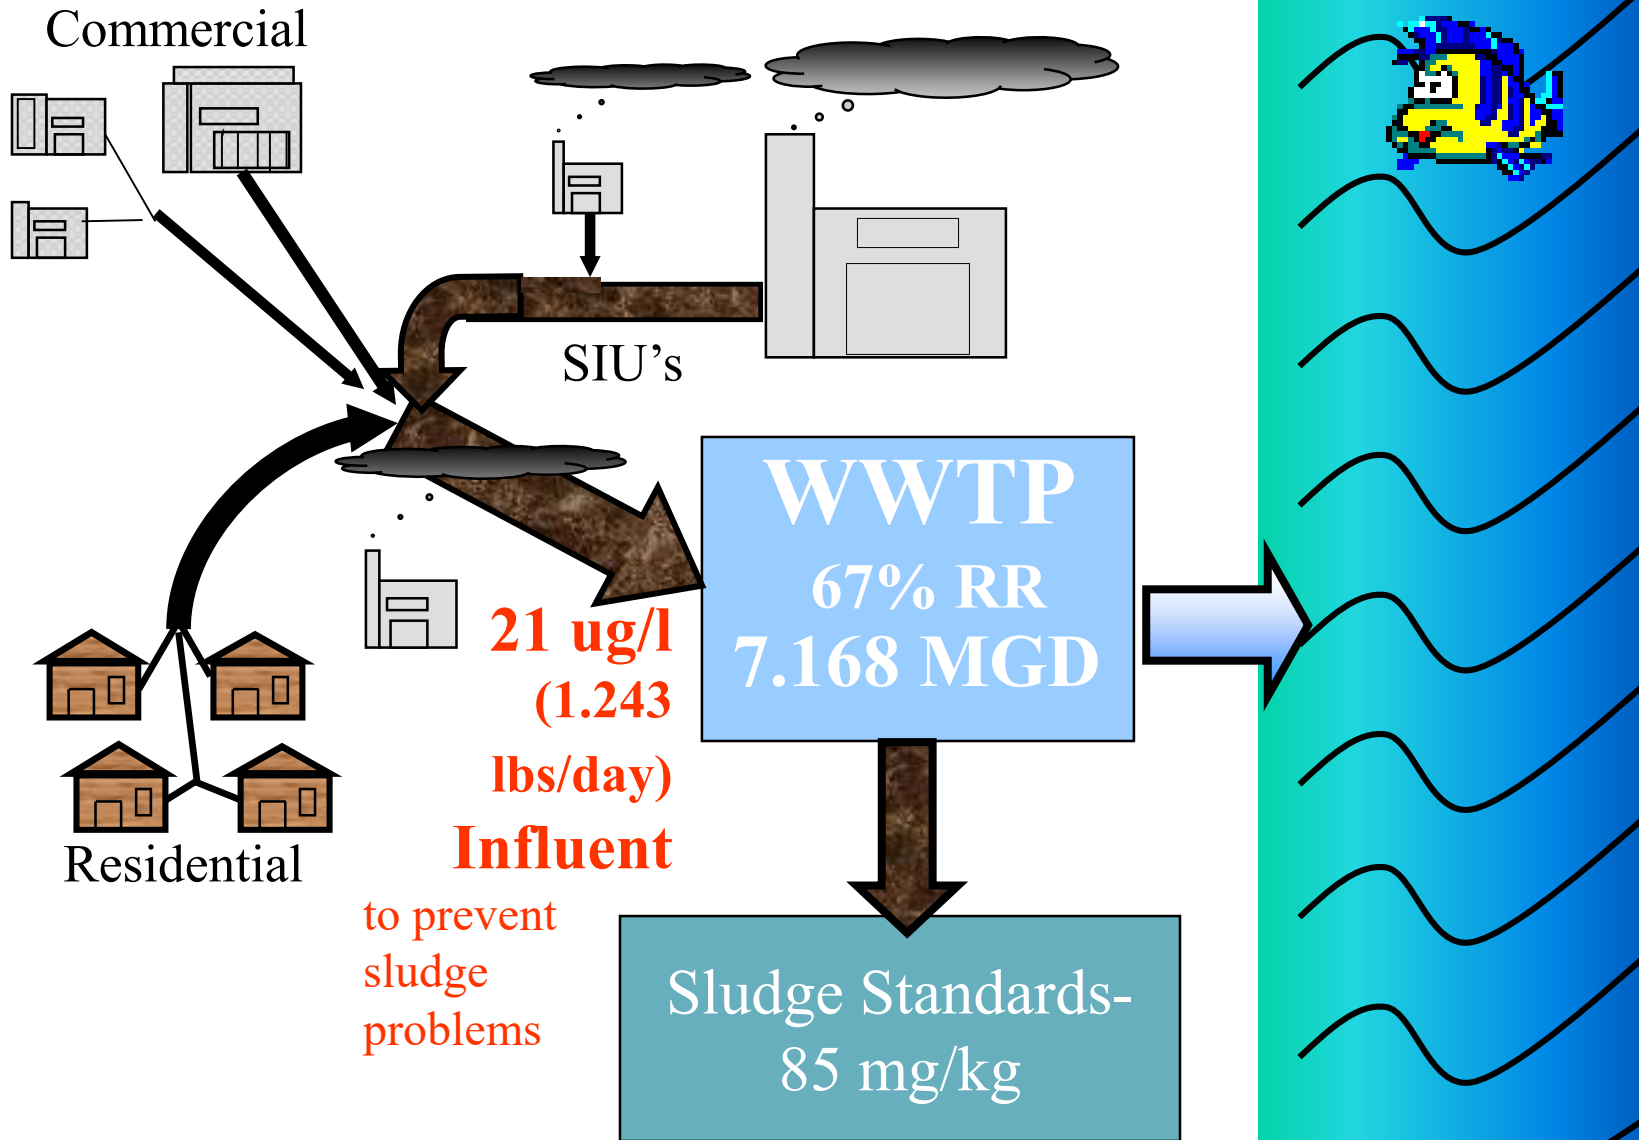 Commercial
SIU’s
WWTP
67% RR
7.168 MGD
21 ug/l
(1.243
lbs/day)
Influent
to prevent
sludge
problems
Residential
Sludge Standards-
85 mg/kg